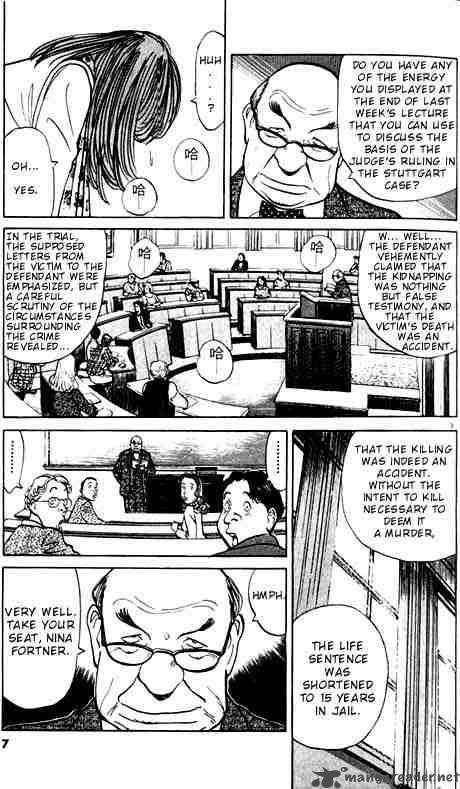 DO YOU HAVE ANY
OF THE ENERGY
YOU DISPLAYED AT
THE END OF LAST
WEEK'S LECTURE
THAT YOU CAN USE
TO DISCUSS THE
BASIS OF THE
JUDGE'S RULING IN
THE STUTTGART
CASE?
HUH
....?
哈
哈
OH...
YES.
W... WELL...
THE DEFENDANT
VEHEMENTLY
CLAIMED THAT
THE KIDNAPPING
WAS NOTHING
BUT FALSE
TESTIMONY, AND
THAT THE
VICTIM'S DEATH
WAS AN
ACCIDENT.
哈
哈
IN THE TRIAL,
THE SUPPOSED
LETTERS FROM
THE VICTIM TO THE
DEFENDANT WERE
EMPHASIZED, BUT
A CAREFUL
SCRUTINY OF THE
CIRCUMSTANCES
SURROUNDING
THE CRIME
REVEALED...
THAT THE KILLING
WAS INDEED AN
ACCIDENT.
WITHOUT THE
INTENT TO KILL
NECESSARY TO
DEEM IT
A MURDER,
THE LIFE
SENTENCE
WAS
SHORTENED
TO 15 YEARS
IN JAIL.
......
......
HMPH.
......
VERY WELL.
TAKE YOUR
SEAT, NINA
FORTNER.
7
mangareader.net